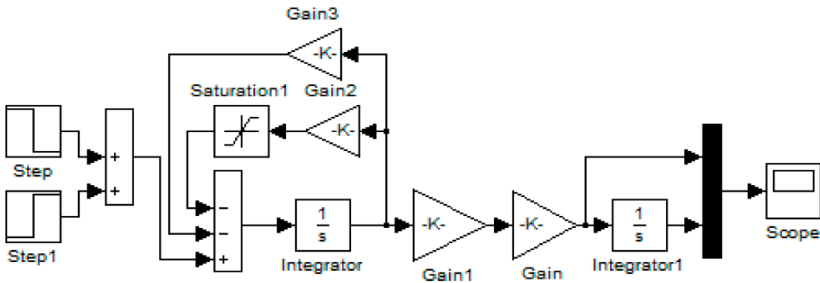 Gain3
-K-
Saturation1
Gain2
-K-
Step
+
+
Step1
−
−
+
1
s
Integrator
-K-
Gain1
-K-
Gain
1
s
Integrator1
Scope